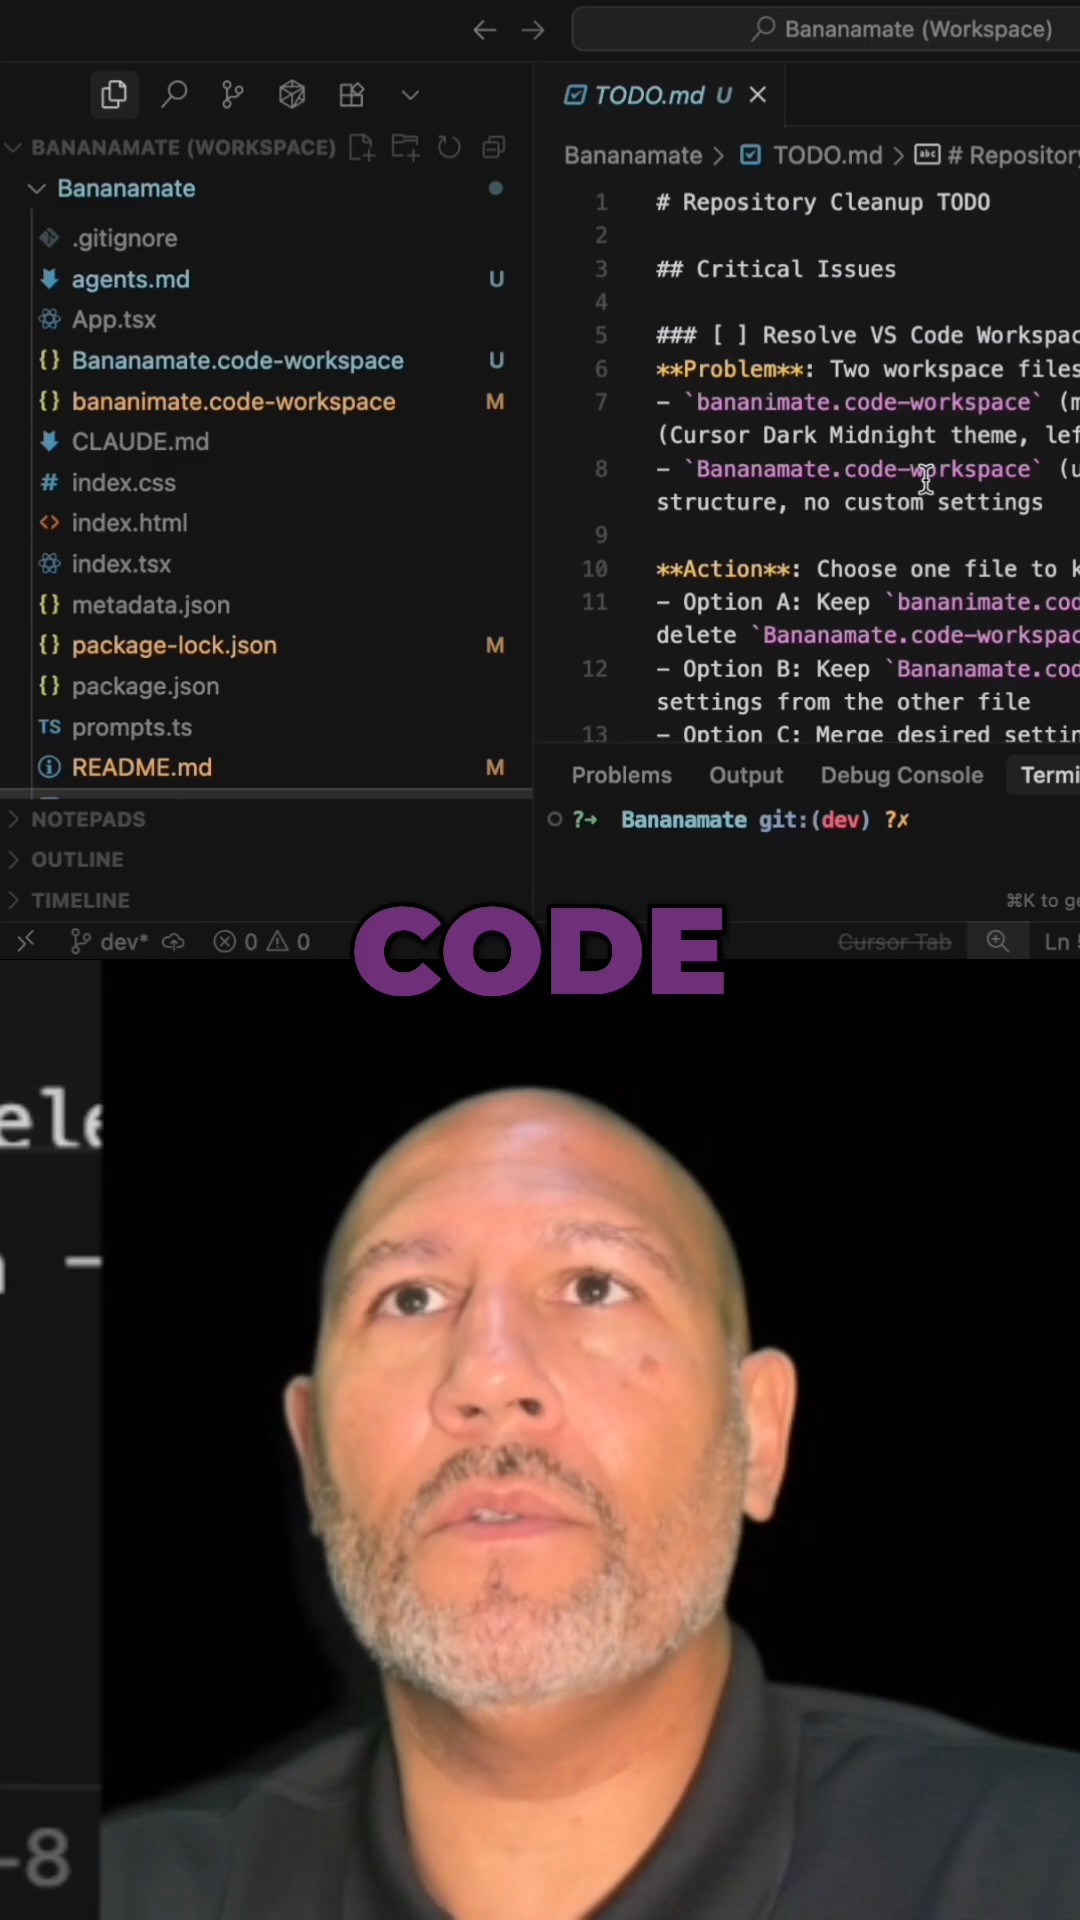 Bananamate (Workspace)
BANANAMATE (WORKSPACE)
Bananamate
.gitignore
agents.md U
App.tsx
{} Bananamate.code-workspace U
{} bananimate.code-workspace M
CLAUDE.md
# index.css
<> index.html
index.tsx
{} metadata.json
{} package-lock.json M
{} package.json
TS prompts.ts
README.md M
NOTEPADS
OUTLINE
TIMELINE
dev* 0 0
TODO.md U
Bananamate > TODO.md > abc # Repository
1 # Repository Cleanup TODO
2
3 ## Critical Issues
4
5 ### [ ] Resolve VS Code Workspac
6 **Problem**: Two workspace files
7 - `bananimate.code-workspace` (m
(Cursor Dark Midnight theme, lef
8 - `Bananamate.code-workspace` (u
structure, no custom settings
9
10 **Action**: Choose one file to k
11 - Option A: Keep `bananimate.cod
delete `Bananamate.code-workspac
12 - Option B: Keep `Bananamate.cod
settings from the other file
13 - Option C: Merge desired settin
Problems Output Debug Console Termi
?→ Bananamate git:(dev) ?✗
⌘K to ge
Cursor Tab Ln
CODE
ele
-8